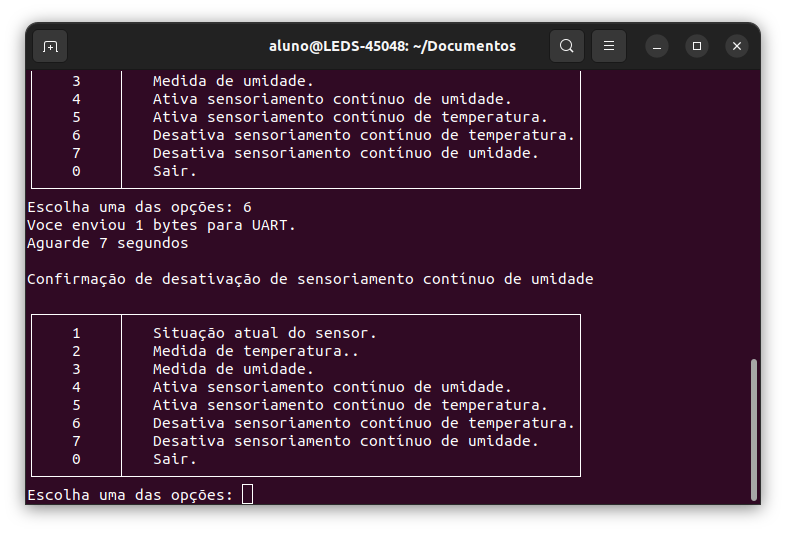 aluno@LEDS-45048: ~/Documentos
3 Medida de umidade.
4 Ativa sensoriamento contínuo de umidade.
5 Ativa sensoriamento contínuo de temperatura.
6 Desativa sensoriamento contínuo de temperatura.
7 Desativa sensoriamento contínuo de umidade.
0 Sair.
Escolha uma das opções: 6
Voce enviou 1 bytes para UART.
Aguarde 7 segundos
Confirmação de desativação de sensoriamento contínuo de umidade
1 Situação atual do sensor.
2 Medida de temperatura..
3 Medida de umidade.
4 Ativa sensoriamento contínuo de umidade.
5 Ativa sensoriamento contínuo de temperatura.
6 Desativa sensoriamento contínuo de temperatura.
7 Desativa sensoriamento contínuo de umidade.
0 Sair.
Escolha uma das opções: